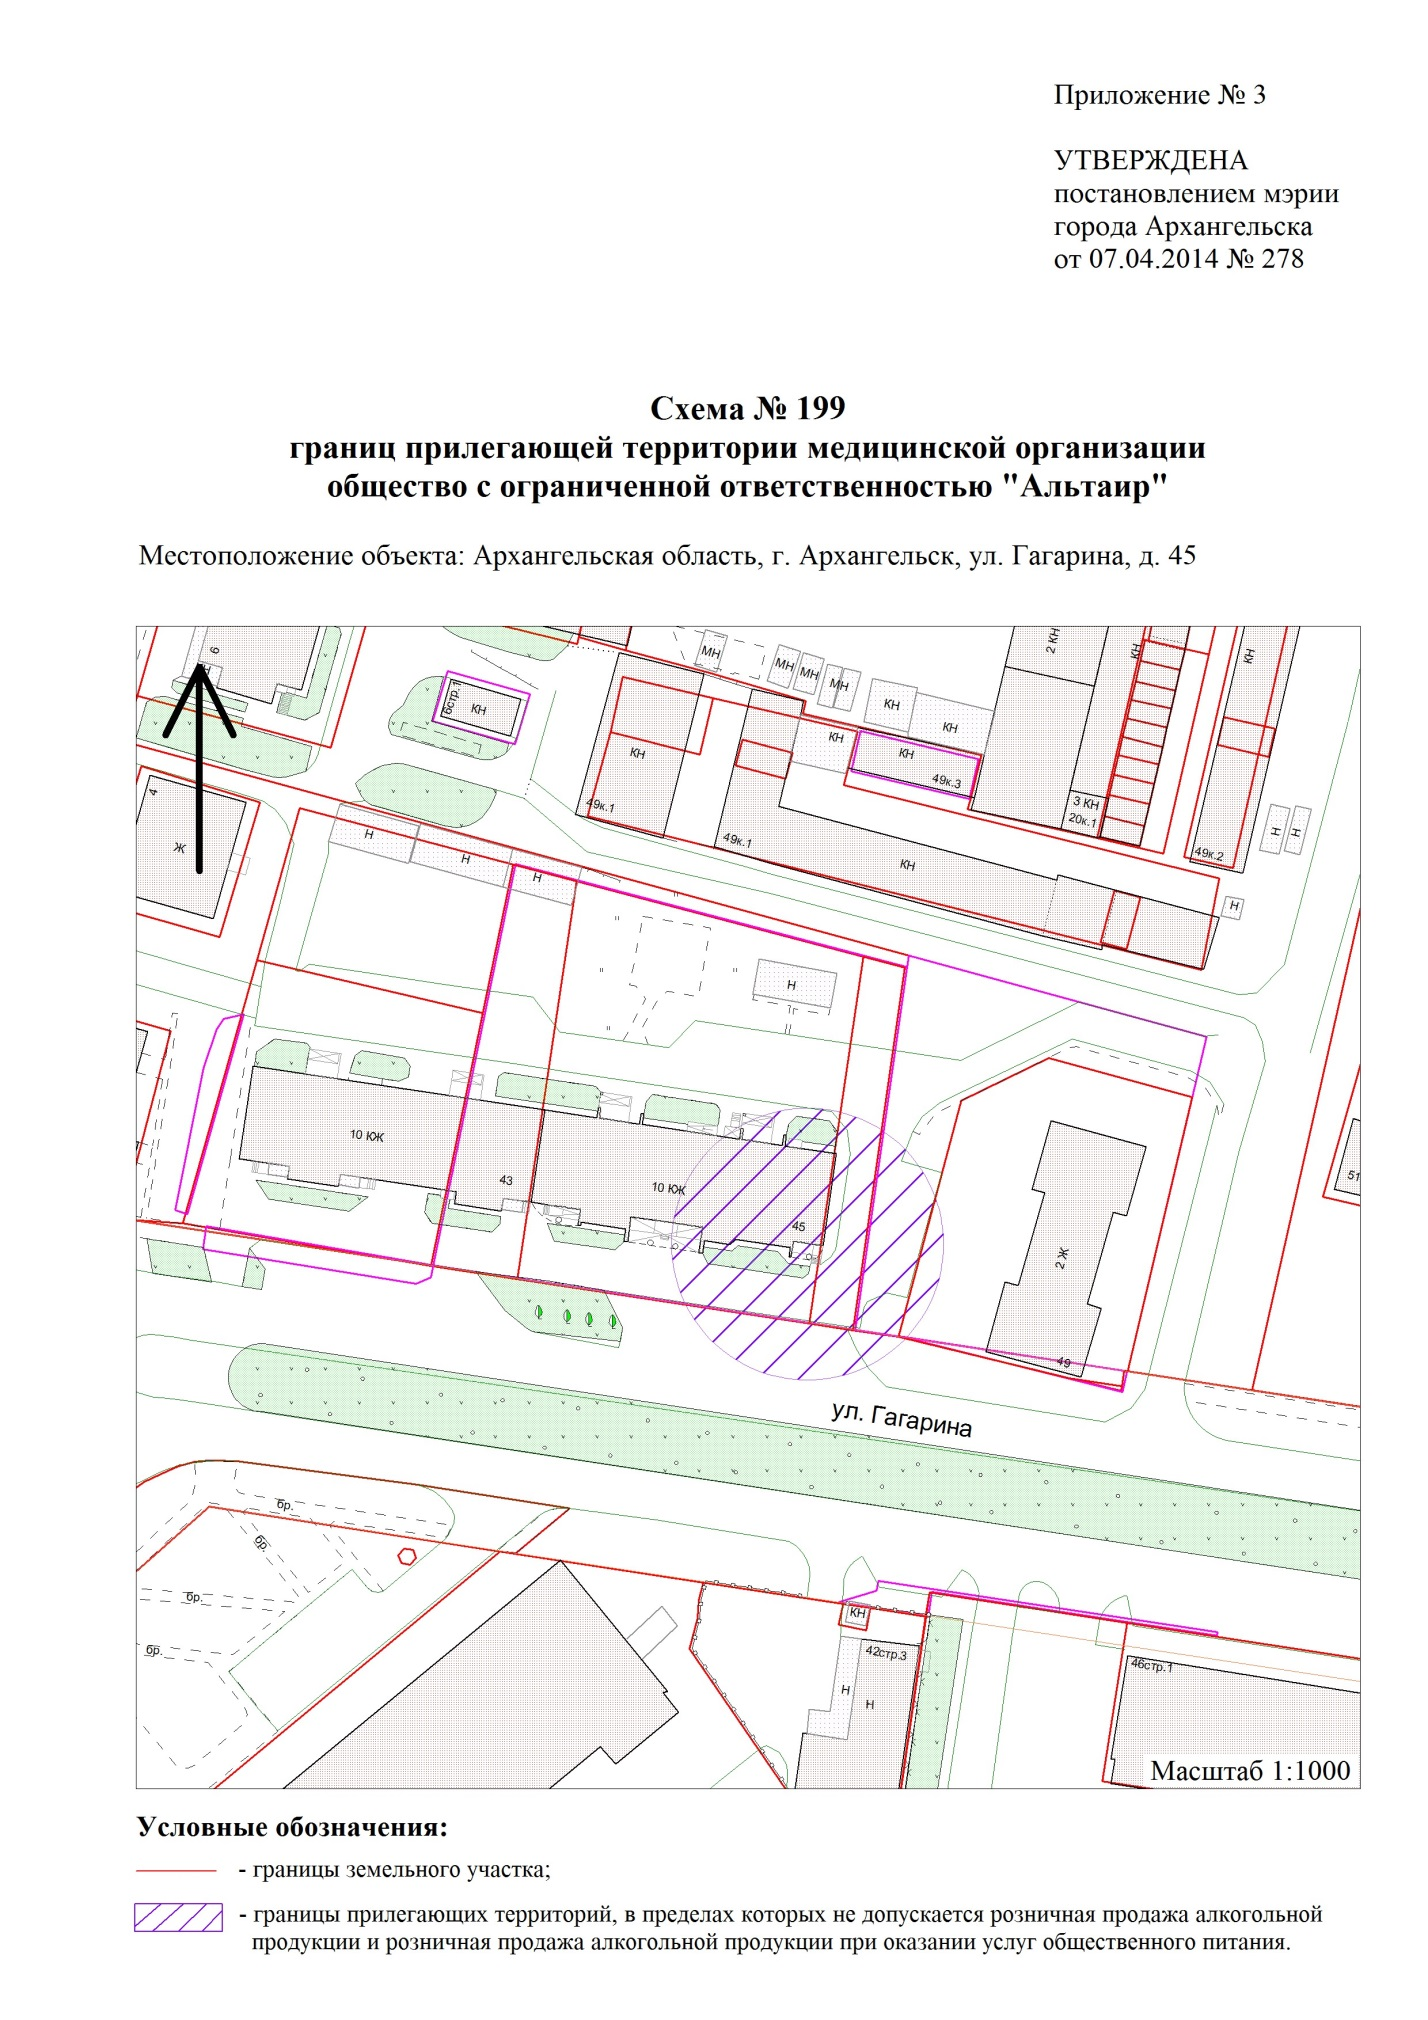 Приложение № 3
УТВЕРЖДЕНА
постановлением мэрии
города Архангельска
от 07.04.2014 № 278
Схема № 199
границ прилегающей территории медицинской организации
общество с ограниченной ответственностью "Альтаир"
Местоположение объекта: Архангельская область, г. Архангельск, ул. Гагарина, д. 45
6
6стр.1
КН
МН
МН
МН
МН
КН
КН
КН
КН
49к.3
2 КН
КН
КН
4
Ж
КН
49к.1
49к.1
КН
3 КН
20к.1
49к.2
Н
Н
Н
Н
Н
Н
Н
10 КЖ
43
10 КЖ
45
2 Ж
49
51
ул. Гагарина
бр.
бр.
бр.
бр.
КН
42стр.3
Н
Н
46стр.1
Масштаб 1:1000
Условные обозначения:
- границы земельного участка;
- границы прилегающих территорий, в пределах которых не допускается розничная продажа алкогольной
продукции и розничная продажа алкогольной продукции при оказании услуг общественного питания.